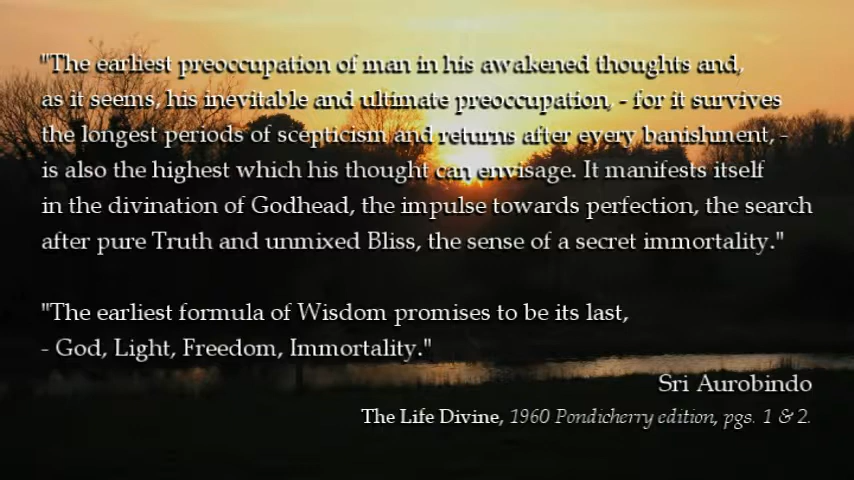 "The earliest preoccupation of man in his awakened thoughts and,
as it seems, his inevitable and ultimate preoccupation, - for it survives
the longest periods of scepticism and returns after every banishment, -
is also the highest which his thought can envisage. It manifests itself
in the divination of Godhead, the impulse towards perfection, the search
after pure Truth and unmixed Bliss, the sense of a secret immortality."
"The earliest formula of Wisdom promises to be its last,
- God, Light, Freedom, Immortality."
Sri Aurobindo
The Life Divine, 1960 Pondicherry edition, pgs. 1 & 2.